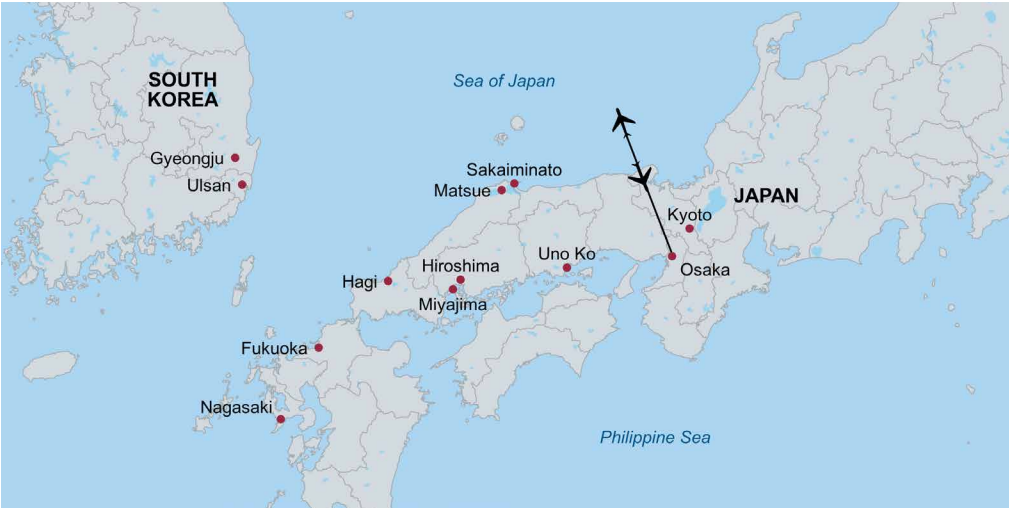 Sea of Japan
SOUTH
KOREA
Gyeongju
Ulsan
Sakaiminato
Matsue
JAPAN
Kyoto
Uno Ko
Osaka
Hiroshima
Hagi
Miyajima
Fukuoka
Nagasaki
Philippine Sea